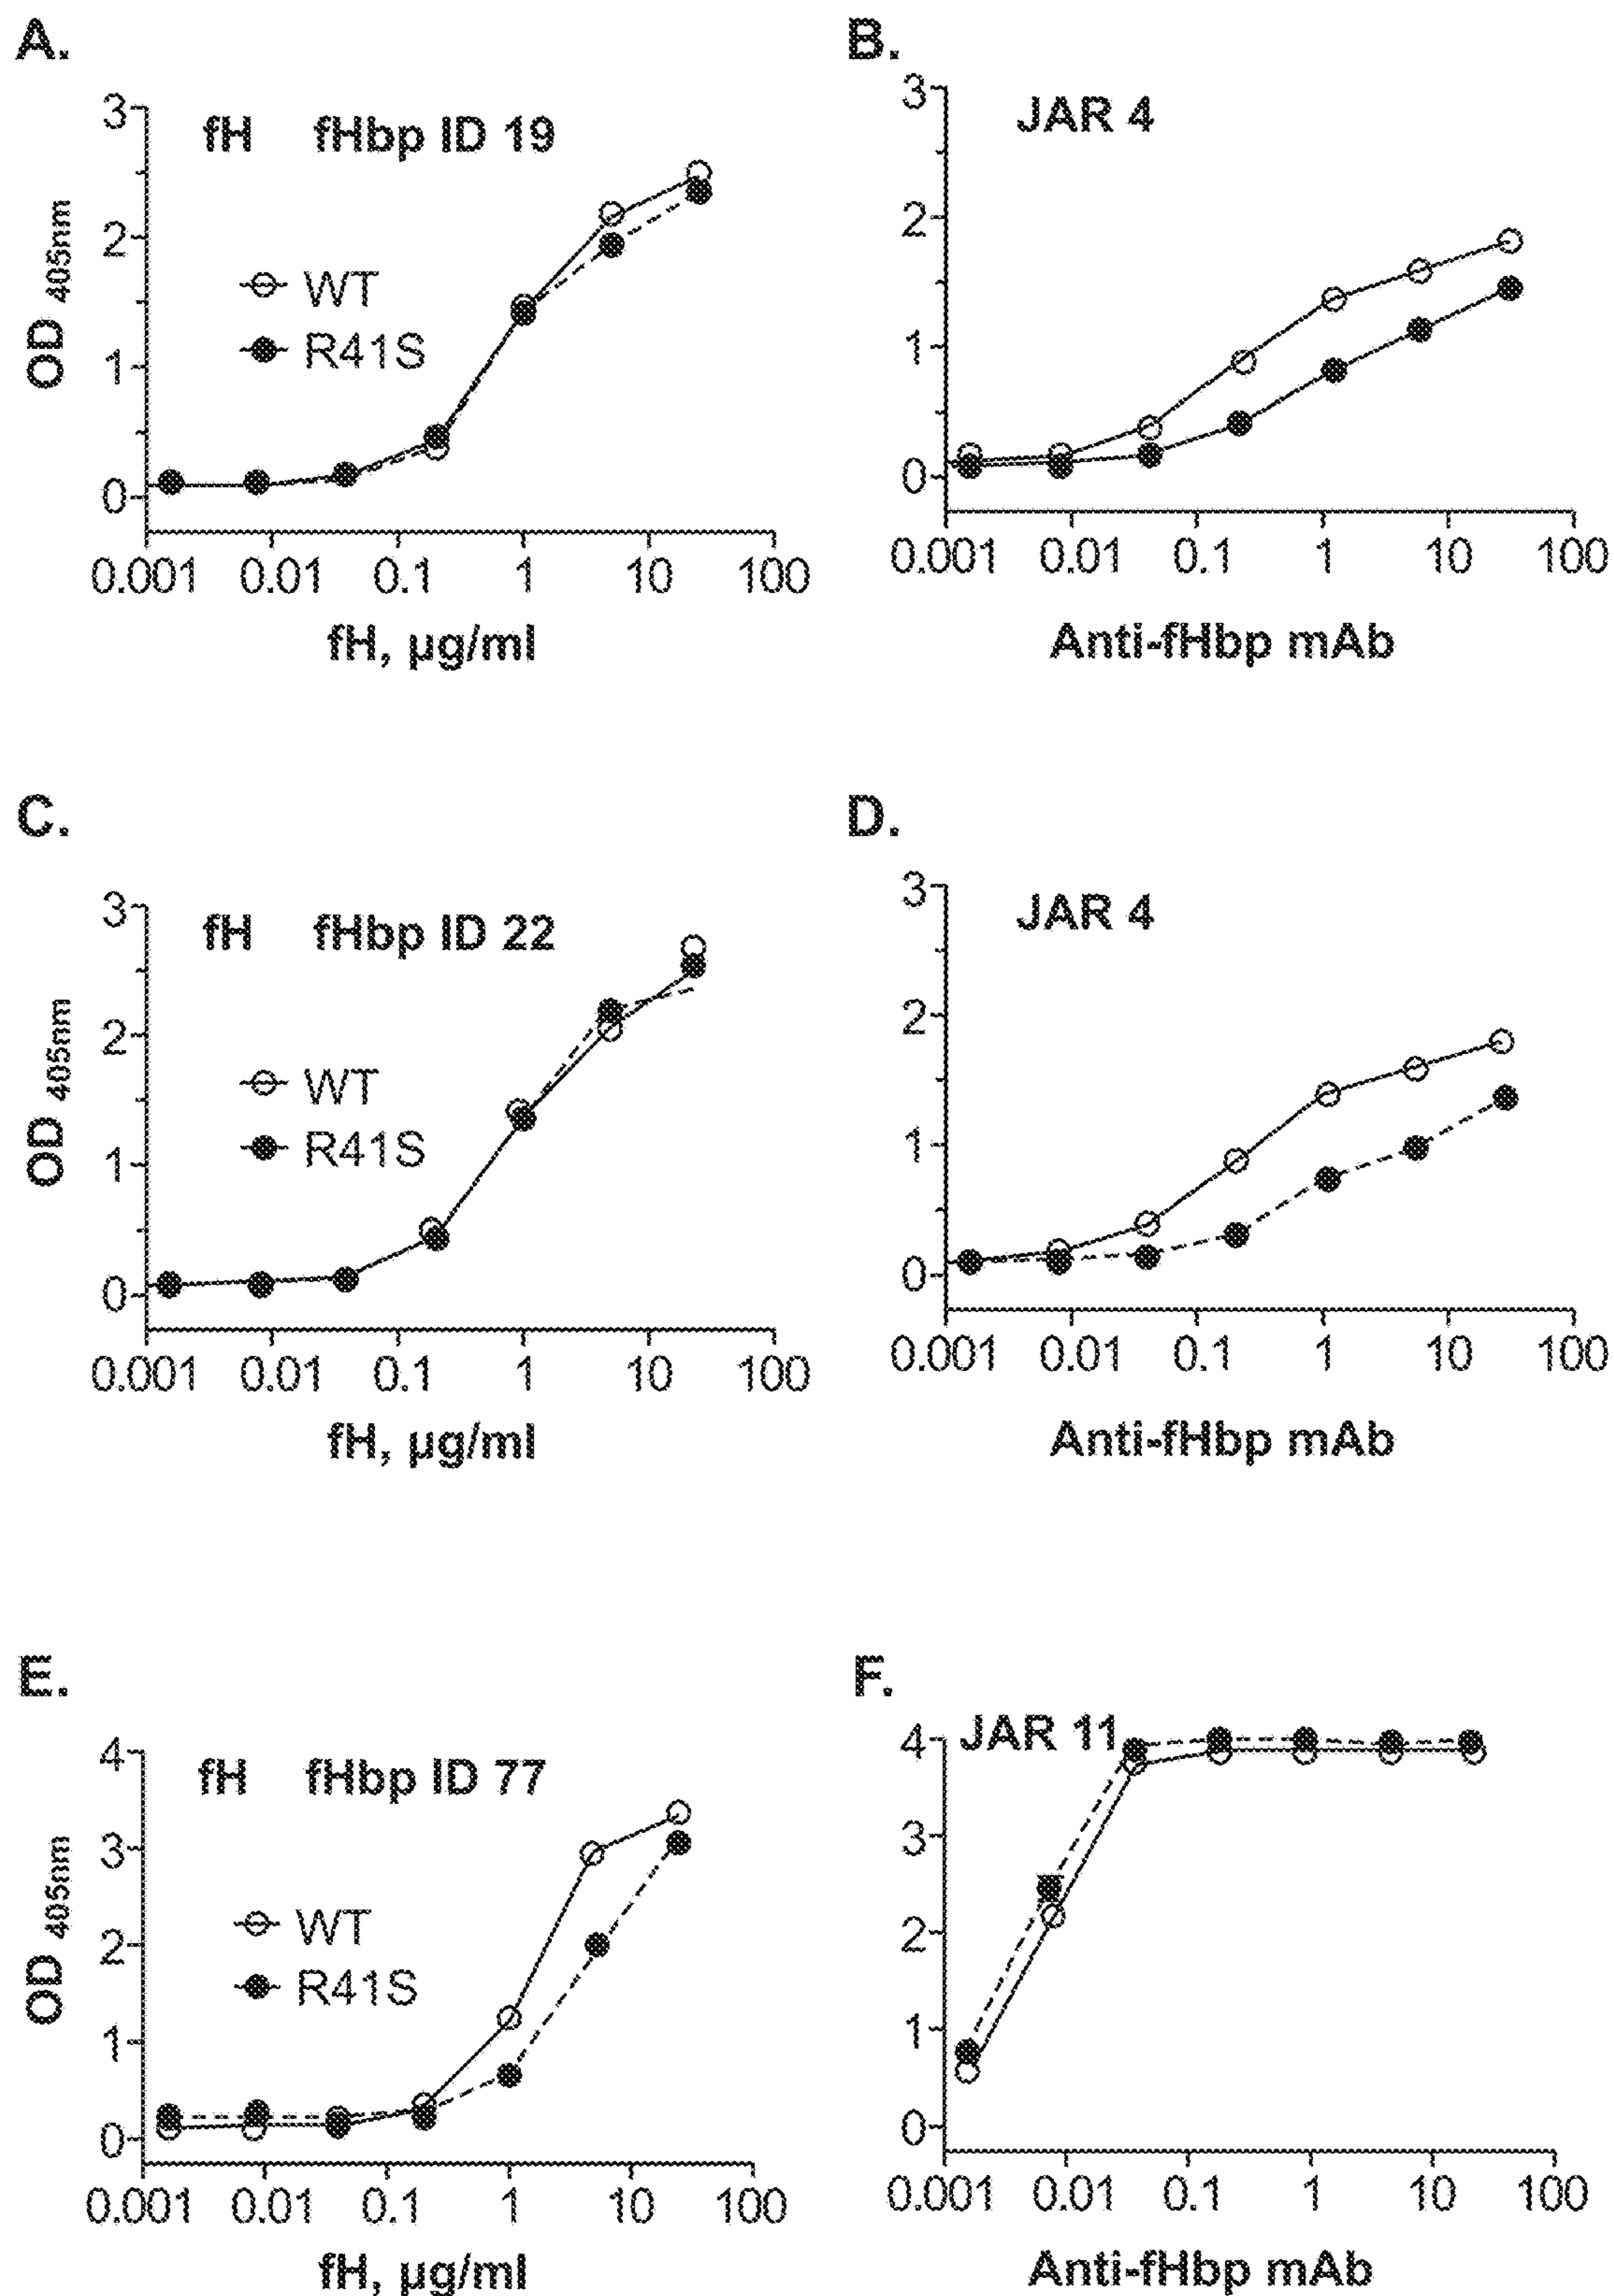 A.
fH fHbp ID 19
3
2
1
0
OD 405nm
WT
R41S
0.001 0.01 0.1 1 10 100
fH, µg/ml
B.
JAR 4
3
2
1
0
0.001 0.01 0.1 1 10 100
Anti-fHbp mAb
C.
fH fHbp ID 22
3
2
1
0
OD 405nm
WT
R41S
0.001 0.01 0.1 1 10 100
fH, µg/ml
D.
JAR 4
3
2
1
0
0.001 0.01 0.1 1 10 100
Anti-fHbp mAb
E.
fH fHbp ID 77
4
3
2
1
0
OD 405nm
WT
R41S
0.001 0.01 0.1 1 10 100
fH, µg/ml
F.
JAR 11
4
3
2
1
0
0.001 0.01 0.1 1 10 100
Anti-fHbp mAb